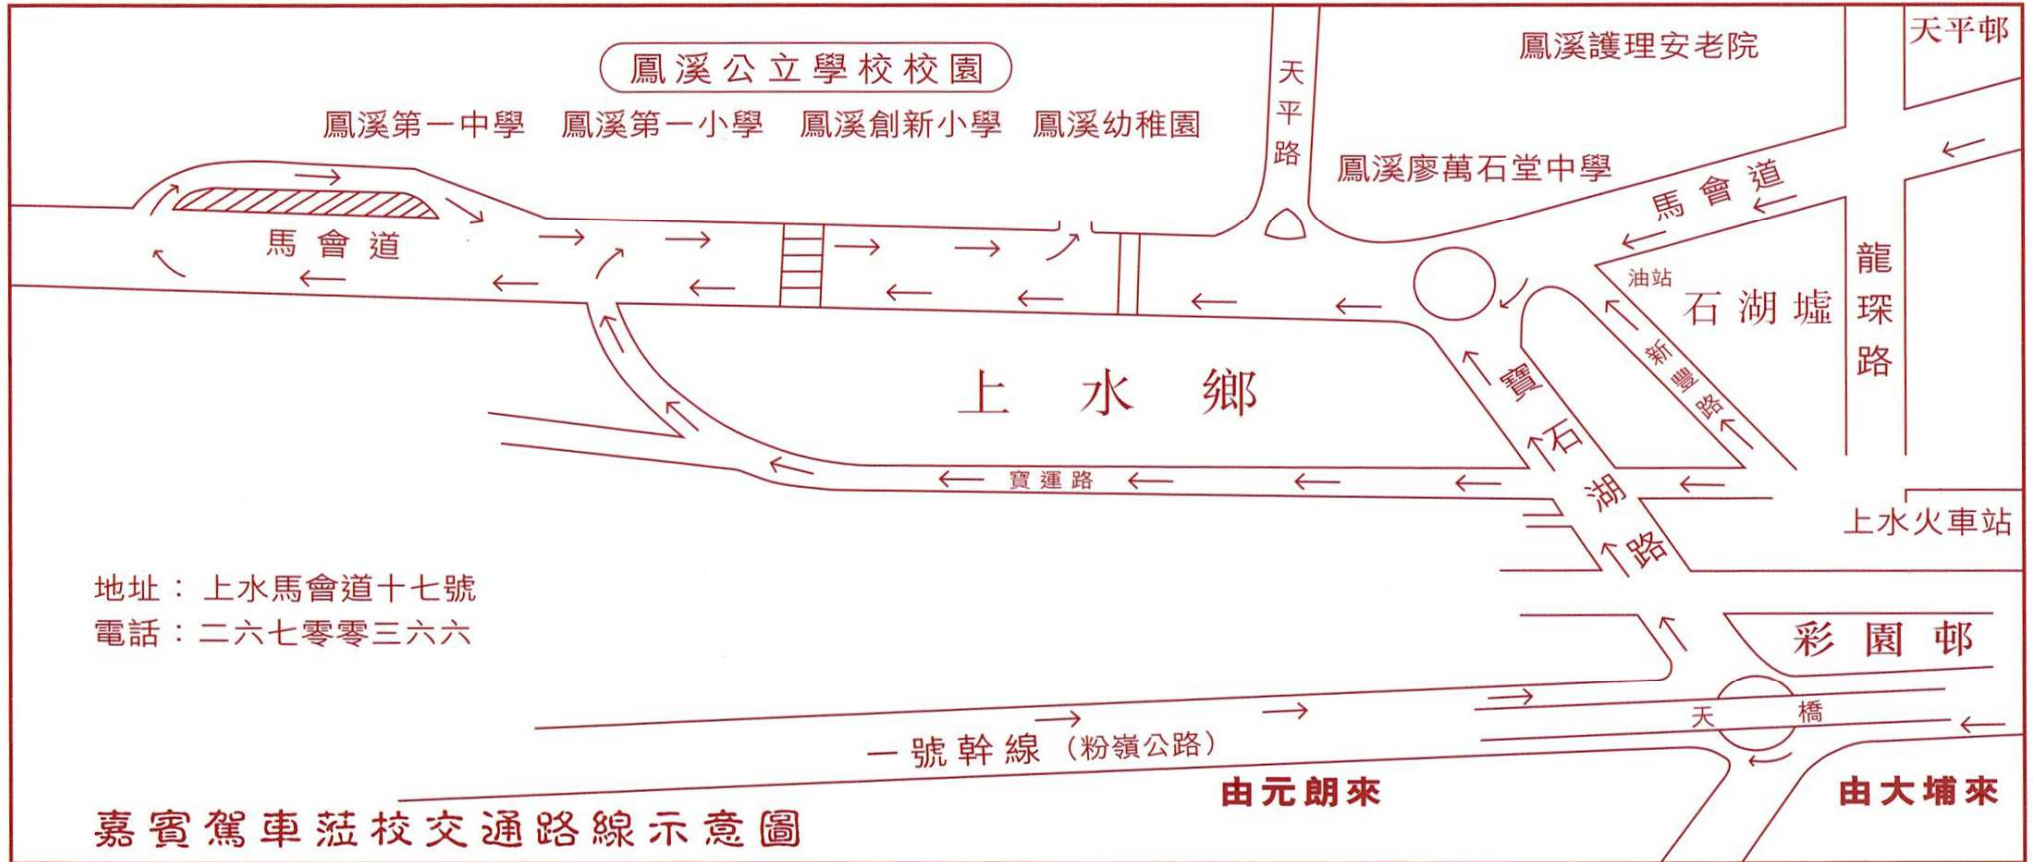 鳳溪公立學校校園
鳳溪第一中學 鳳溪第一小學 鳳溪創新小學 鳳溪幼稚園
天平路
鳳溪護理安老院
天平邨
鳳溪廖萬石堂中學
馬會道
馬會道
油站
石湖墟
龍琛路
新豐路
上水鄉
寶石湖路
寶運路
上水火車站
地址：上水馬會道十七號
電話：二六七零零三六六
彩園邨
天橋
一號幹線（粉嶺公路）
由元朗來
由大埔來
嘉賓駕車蒞校交通路線示意圖